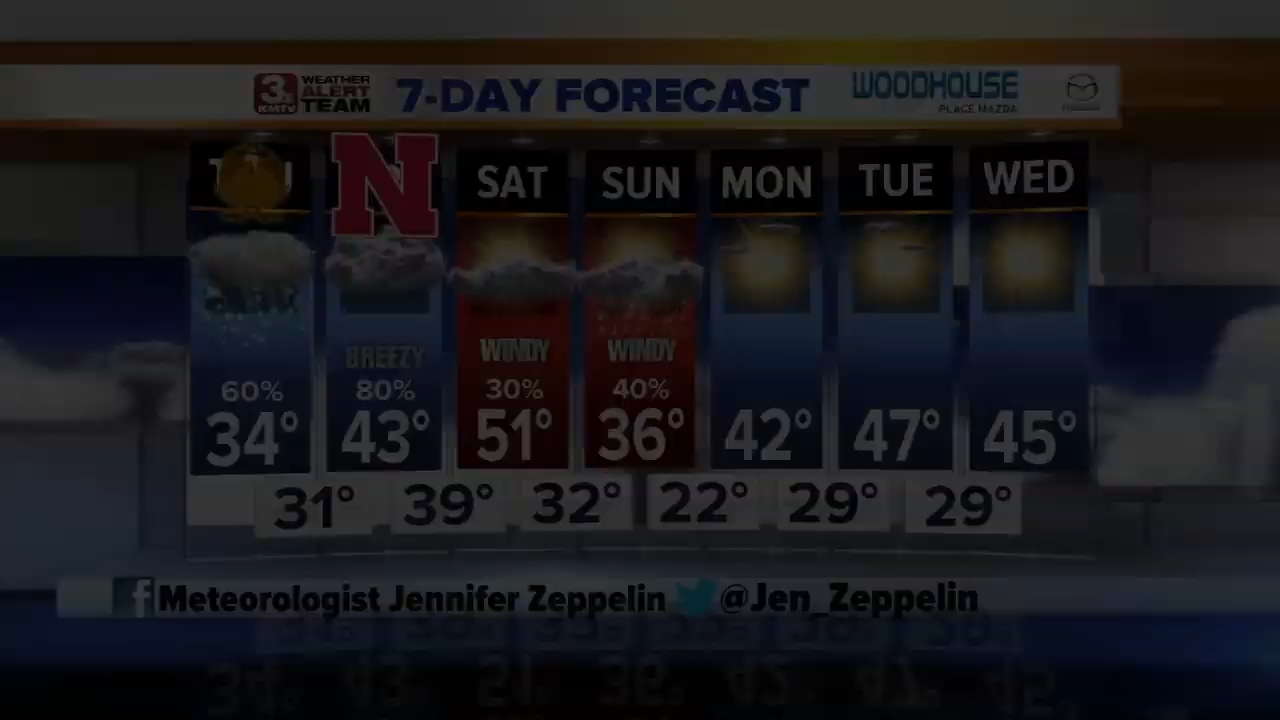 3 KMTV
WEATHER ALERT TEAM
7-DAY FORECAST
WOODHOUSE
PLACE MAZDA
N
SAT SUN MON TUE WED
BREEZY WINDY WINDY
60% 80% 30% 40%
34° 43° 51° 36° 42° 47° 45°
31° 39° 32° 22° 29° 29°
f Meteorologist Jennifer Zeppelin @Jen_Zeppelin